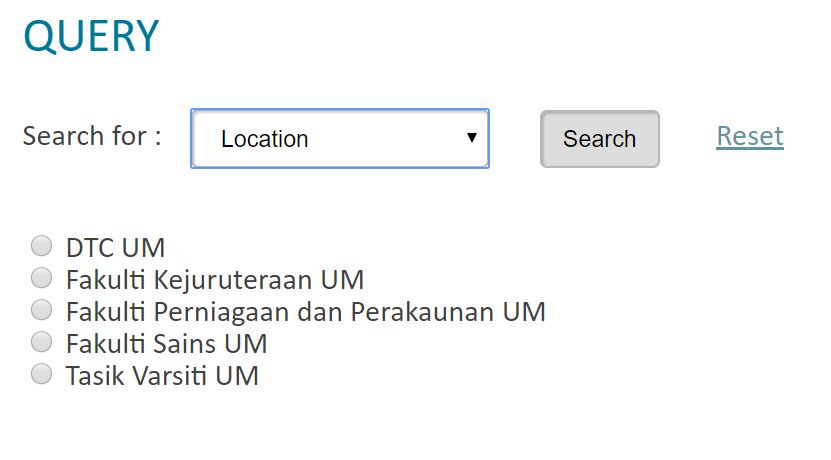 QUERY
Search for : Location Search Reset
DTC UM
Fakulti Kejuruteraan UM
Fakulti Perniagaan dan Perakaunan UM
Fakulti Sains UM
Tasik Varsiti UM